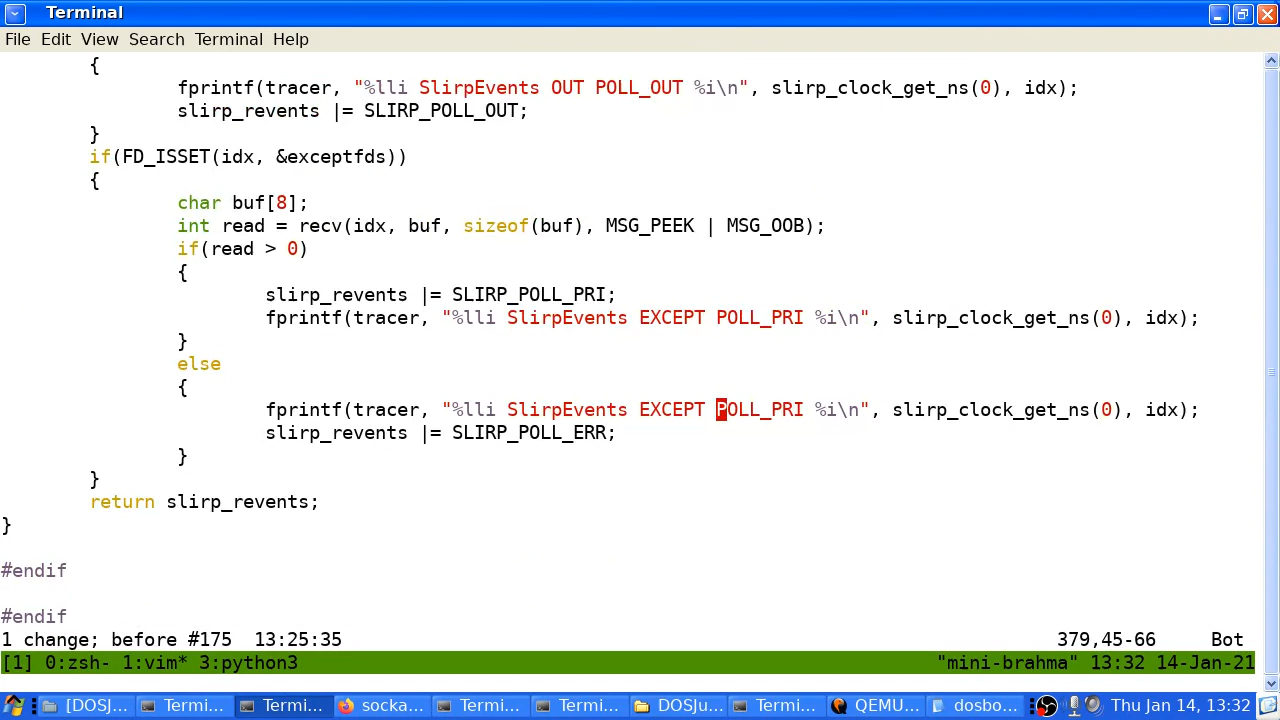 Terminal
File Edit View Search Terminal Help
{
fprintf(tracer, "%lli SlirpEvents OUT POLL_OUT %i\n", slirp_clock_get_ns(0), idx);
slirp_revents |= SLIRP_POLL_OUT;
}
if(FD_ISSET(idx, &exceptfds))
{
char buf[8];
int read = recv(idx, buf, sizeof(buf), MSG_PEEK | MSG_OOB);
if(read > 0)
{
slirp_revents |= SLIRP_POLL_PRI;
fprintf(tracer, "%lli SlirpEvents EXCEPT POLL_PRI %i\n", slirp_clock_get_ns(0), idx);
}
else
{
fprintf(tracer, "%lli SlirpEvents EXCEPT POLL_PRI %i\n", slirp_clock_get_ns(0), idx);
slirp_revents |= SLIRP_POLL_ERR;
}
}
return slirp_revents;
}
#endif
#endif
1 change; before #175 13:25:35 379,45-66 Bot
[1] 0:zsh- 1:vim* 3:python3 "mini-brahma" 13:32 14-Jan-21
[DOSJ... Termi... Termi... socka... Termi... Termi... DOSJu... Termi... QEMU... dosbo... Thu Jan 14, 13:32